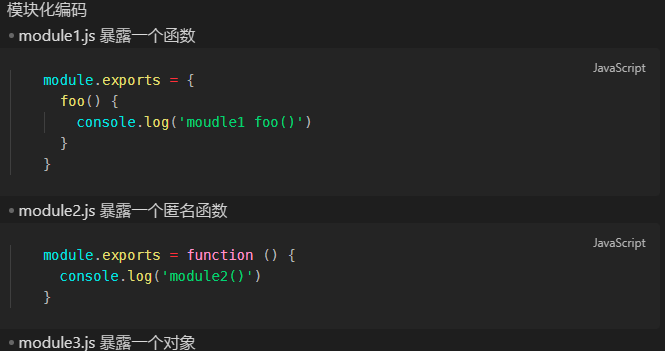 模块化编码
• module1.js 暴露一个函数
JavaScript
module.exports = {
  foo() {
    console.log('moudle1 foo()')
  }
}
• module2.js 暴露一个匿名函数
JavaScript
module.exports = function () {
  console.log('module2()')
}
• module3.js 暴露一个对象